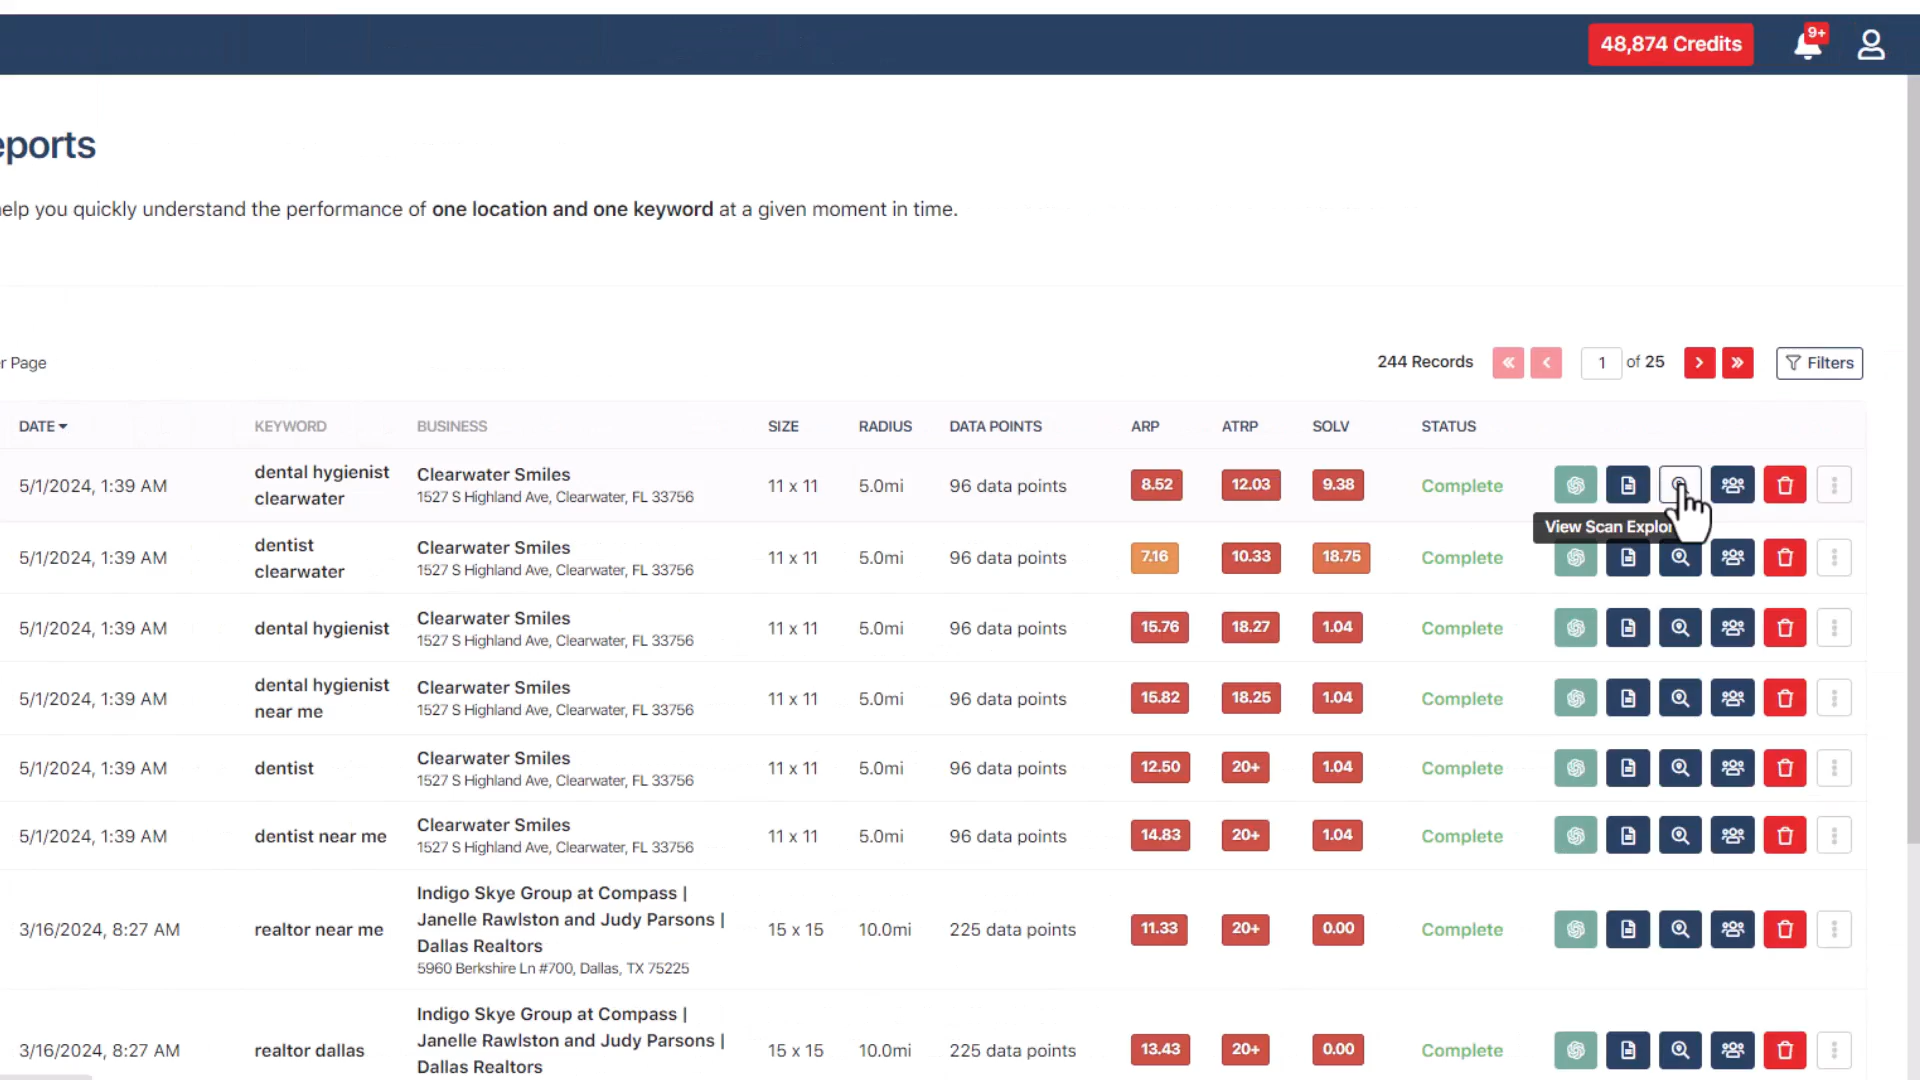 48,874 Credits
9+
eports
help you quickly understand the performance of one location and one keyword at a given moment in time.
r Page
244 Records « ‹ 1 of 25 › » Filters
DATE KEYWORD BUSINESS SIZE RADIUS DATA POINTS ARP ATRP SOLV STATUS
5/1/2024, 1:39 AM dental hygienist clearwater Clearwater Smiles 11 x 11 5.0mi 96 data points 8.52 12.03 9.38 Complete
1527 S Highland Ave, Clearwater, FL 33756
View Scan Explo
5/1/2024, 1:39 AM dentist clearwater Clearwater Smiles 11 x 11 5.0mi 96 data points 7.16 10.33 18.75 Complete
1527 S Highland Ave, Clearwater, FL 33756
5/1/2024, 1:39 AM dental hygienist Clearwater Smiles 11 x 11 5.0mi 96 data points 15.76 18.27 1.04 Complete
1527 S Highland Ave, Clearwater, FL 33756
5/1/2024, 1:39 AM dental hygienist near me Clearwater Smiles 11 x 11 5.0mi 96 data points 15.82 18.25 1.04 Complete
1527 S Highland Ave, Clearwater, FL 33756
5/1/2024, 1:39 AM dentist Clearwater Smiles 11 x 11 5.0mi 96 data points 12.50 20+ 1.04 Complete
1527 S Highland Ave, Clearwater, FL 33756
5/1/2024, 1:39 AM dentist near me Clearwater Smiles 11 x 11 5.0mi 96 data points 14.83 20+ 1.04 Complete
1527 S Highland Ave, Clearwater, FL 33756
Indigo Skye Group at Compass |
Janelle Rawlston and Judy Parsons |
3/16/2024, 8:27 AM realtor near me Dallas Realtors 15 x 15 10.0mi 225 data points 11.33 20+ 0.00 Complete
5960 Berkshire Ln #700, Dallas, TX 75225
Indigo Skye Group at Compass |
Janelle Rawlston and Judy Parsons |
3/16/2024, 8:27 AM realtor dallas Dallas Realtors 15 x 15 10.0mi 225 data points 13.43 20+ 0.00 Complete